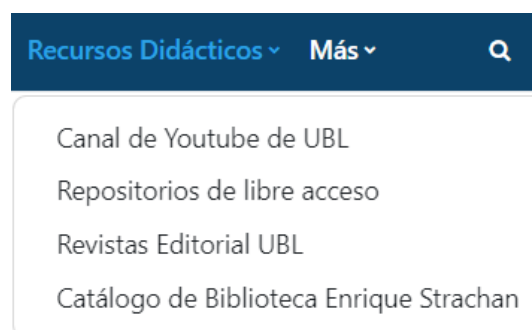 Recursos Didácticos Más
Canal de Youtube de UBL
Repositorios de libre acceso
Revistas Editorial UBL
Catálogo de Biblioteca Enrique Strachan